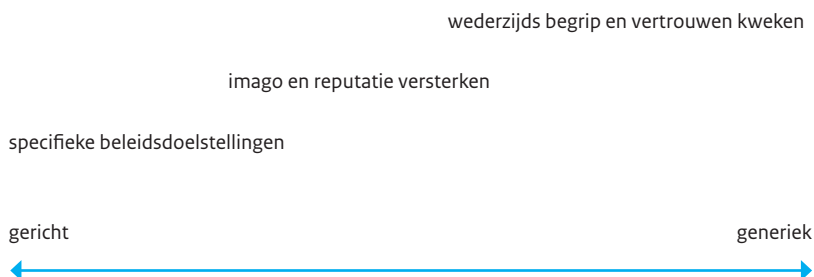 wederzijds begrip en vertrouwen kweken
imago en reputatie versterken
specifieke beleidsdoelstellingen
gericht
generiek